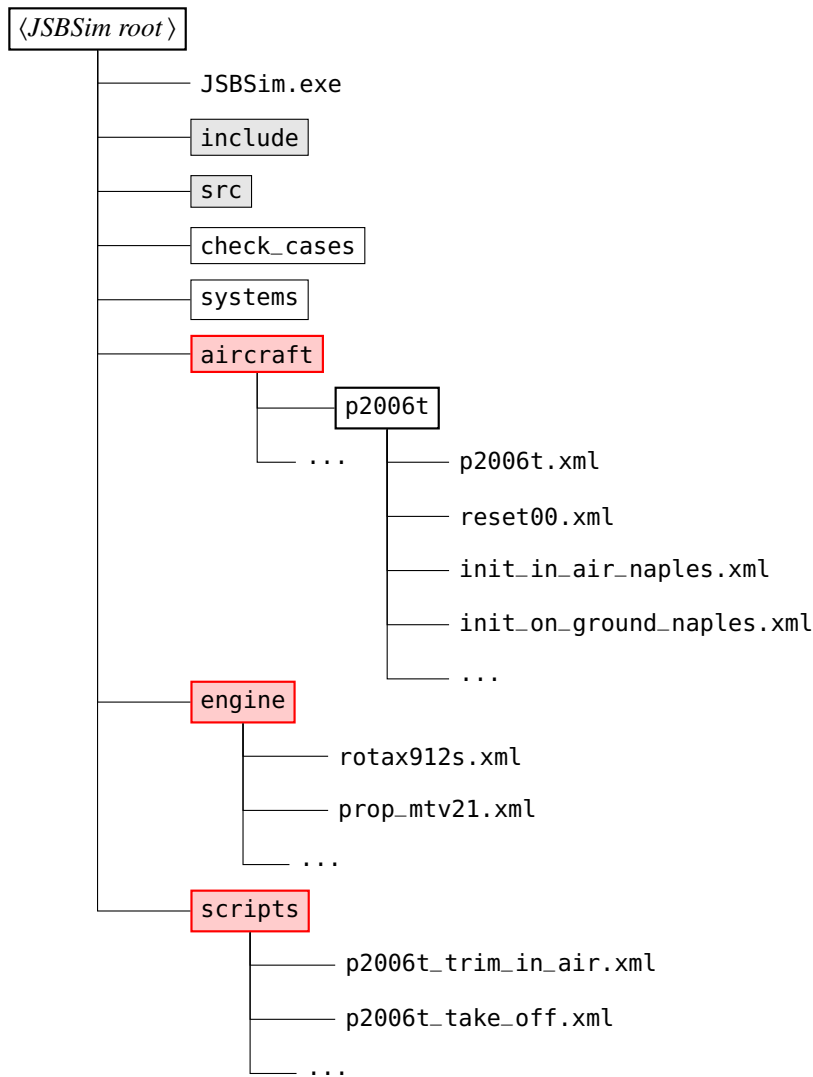 ⟨JSBSim root⟩
JSBSim.exe
include
src
check_cases
systems
aircraft
p2006t
...
p2006t.xml
reset00.xml
init_in_air_naples.xml
init_on_ground_naples.xml
...
engine
rotax912s.xml
prop_mtv21.xml
...
scripts
p2006t_trim_in_air.xml
p2006t_take_off.xml
...